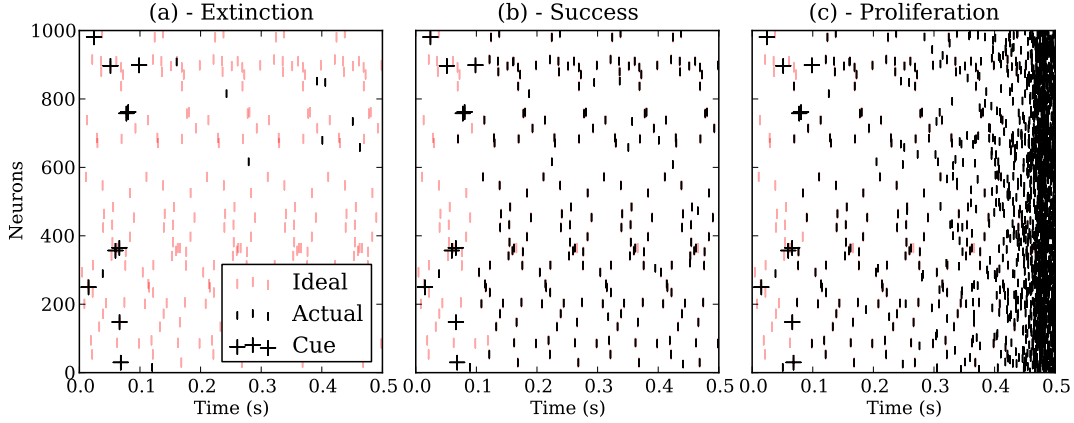 (a) - Extinction
(b) - Success
(c) - Proliferation
Neurons
1000
800
600
400
200
0
Ideal
Actual
Cue
0.0 0.1 0.2 0.3 0.4 0.5
0.0 0.1 0.2 0.3 0.4 0.5
0.0 0.1 0.2 0.3 0.4 0.5
Time (s)
Time (s)
Time (s)